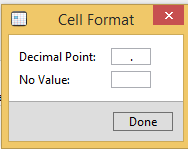 Cell Format
Decimal Point: .
No Value:
Done